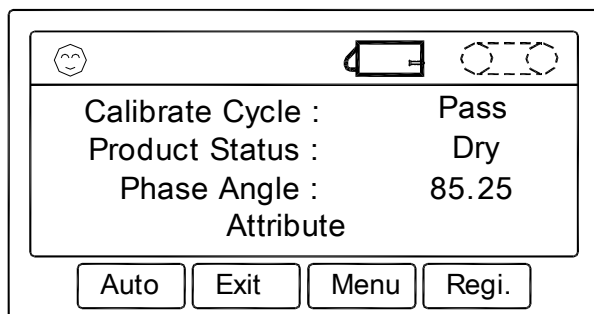 Calibrate Cycle : Pass
Product Status : Dry
Phase Angle : 85.25
Attribute
Auto Exit Menu Regi.